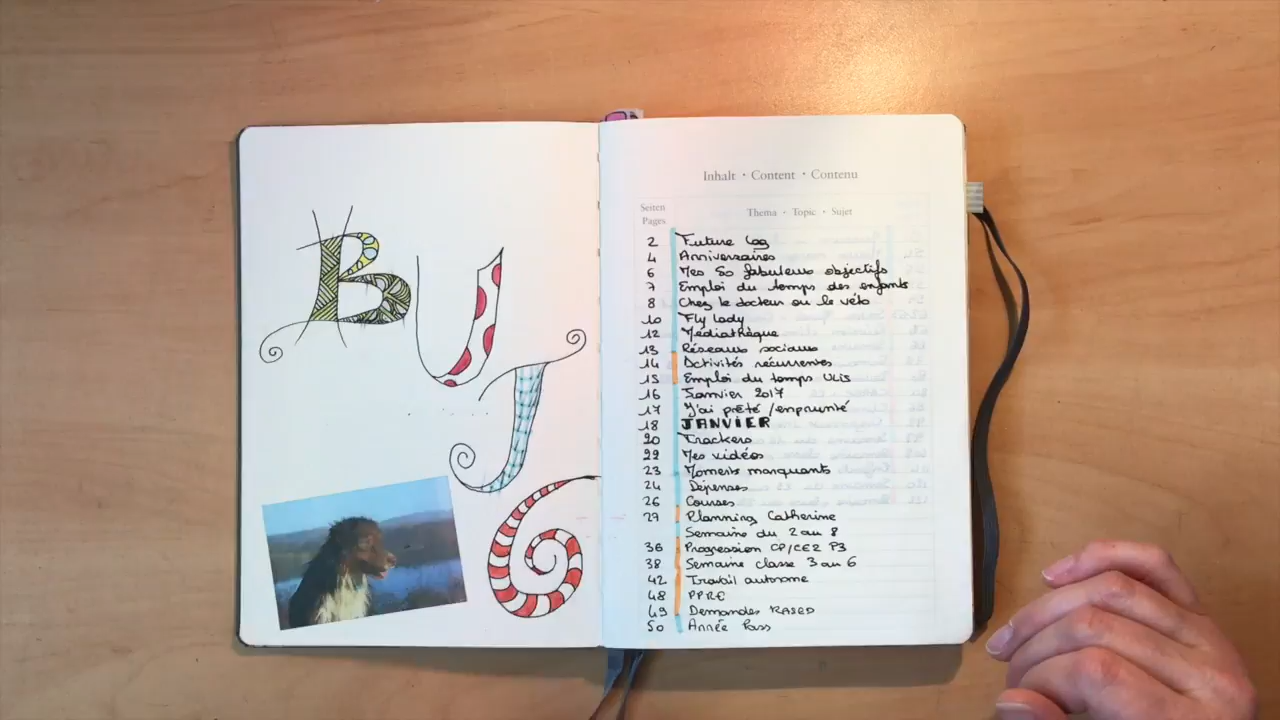 BUJ6
Inhalt • Content • Contenu
Seiten Pages
Thema • Topic • Sujet
2 Future log
4 Anniversaires
6 Mes 50 fabuleux objectifs
7 Emploi du temps des enfants
8 Chez le docteur ou le véto
10 Fly lady
12 Médiathèque
13 Réseaux sociaux
14 Activités récurrentes
15 Emploi du temps ULIS
16 Janvier 2017
17 J'ai prêté / emprunté
18 JANVIER
20 Trackers
22 Mes vidéos
23 Moments marquants
24 Dépenses
26 Courses
29 Planning Catherine
Semaine du 2 au 8
36 Progression CP/CE2 P3
38 Semaine classe 3 au 6
42 Travail autonome
48 PPRE
49 Demandes RASED
50 Année Pass